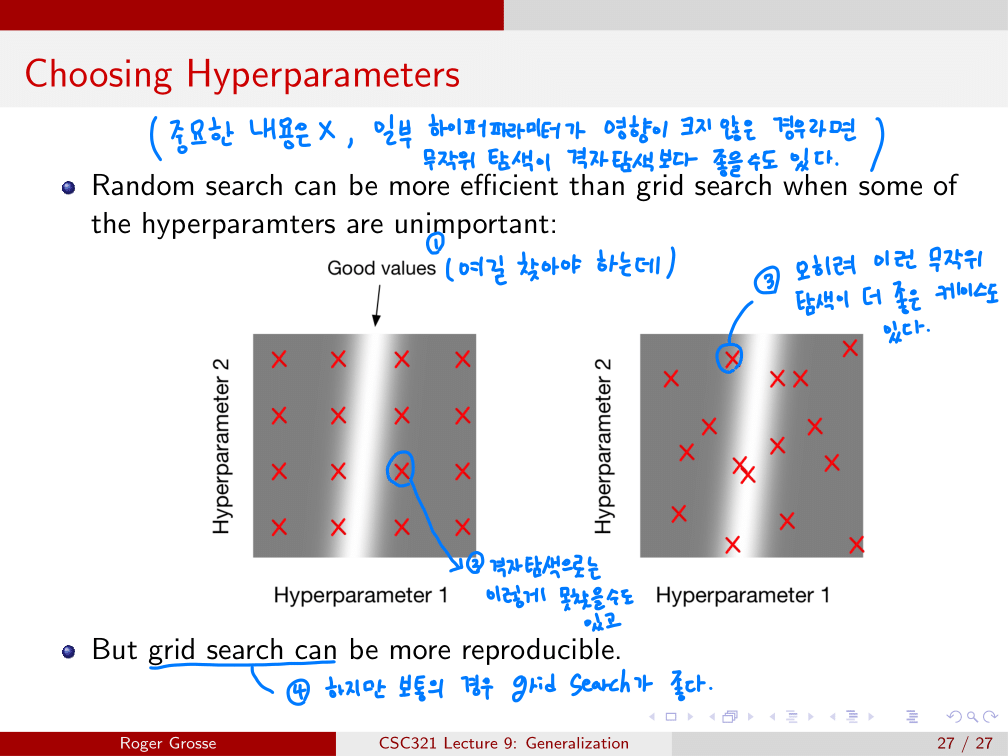 Choosing Hyperparameters
(중요한 내용은 X, 일부 하이퍼파라미터가 영향이 크지 않은 경우라면
무작위 탐색이 격자탐색보다 좋을수도 있다.)
Random search can be more efficient than grid search when some of
the hyperparamters are unimportant:
①
Good values (여길 찾아야 하는데)
③ 오히려 이런 무작위
탐색이 더 좋은 케이스도
있다.
Hyperparameter 2
Hyperparameter 1
② 격자탐색으로는
이렇게 못찾을수도
있고
Hyperparameter 2
Hyperparameter 1
But grid search can be more reproducible.
④ 하지만 보통의 경우 grid search가 좋다.
Roger Grosse CSC321 Lecture 9: Generalization 27 / 27